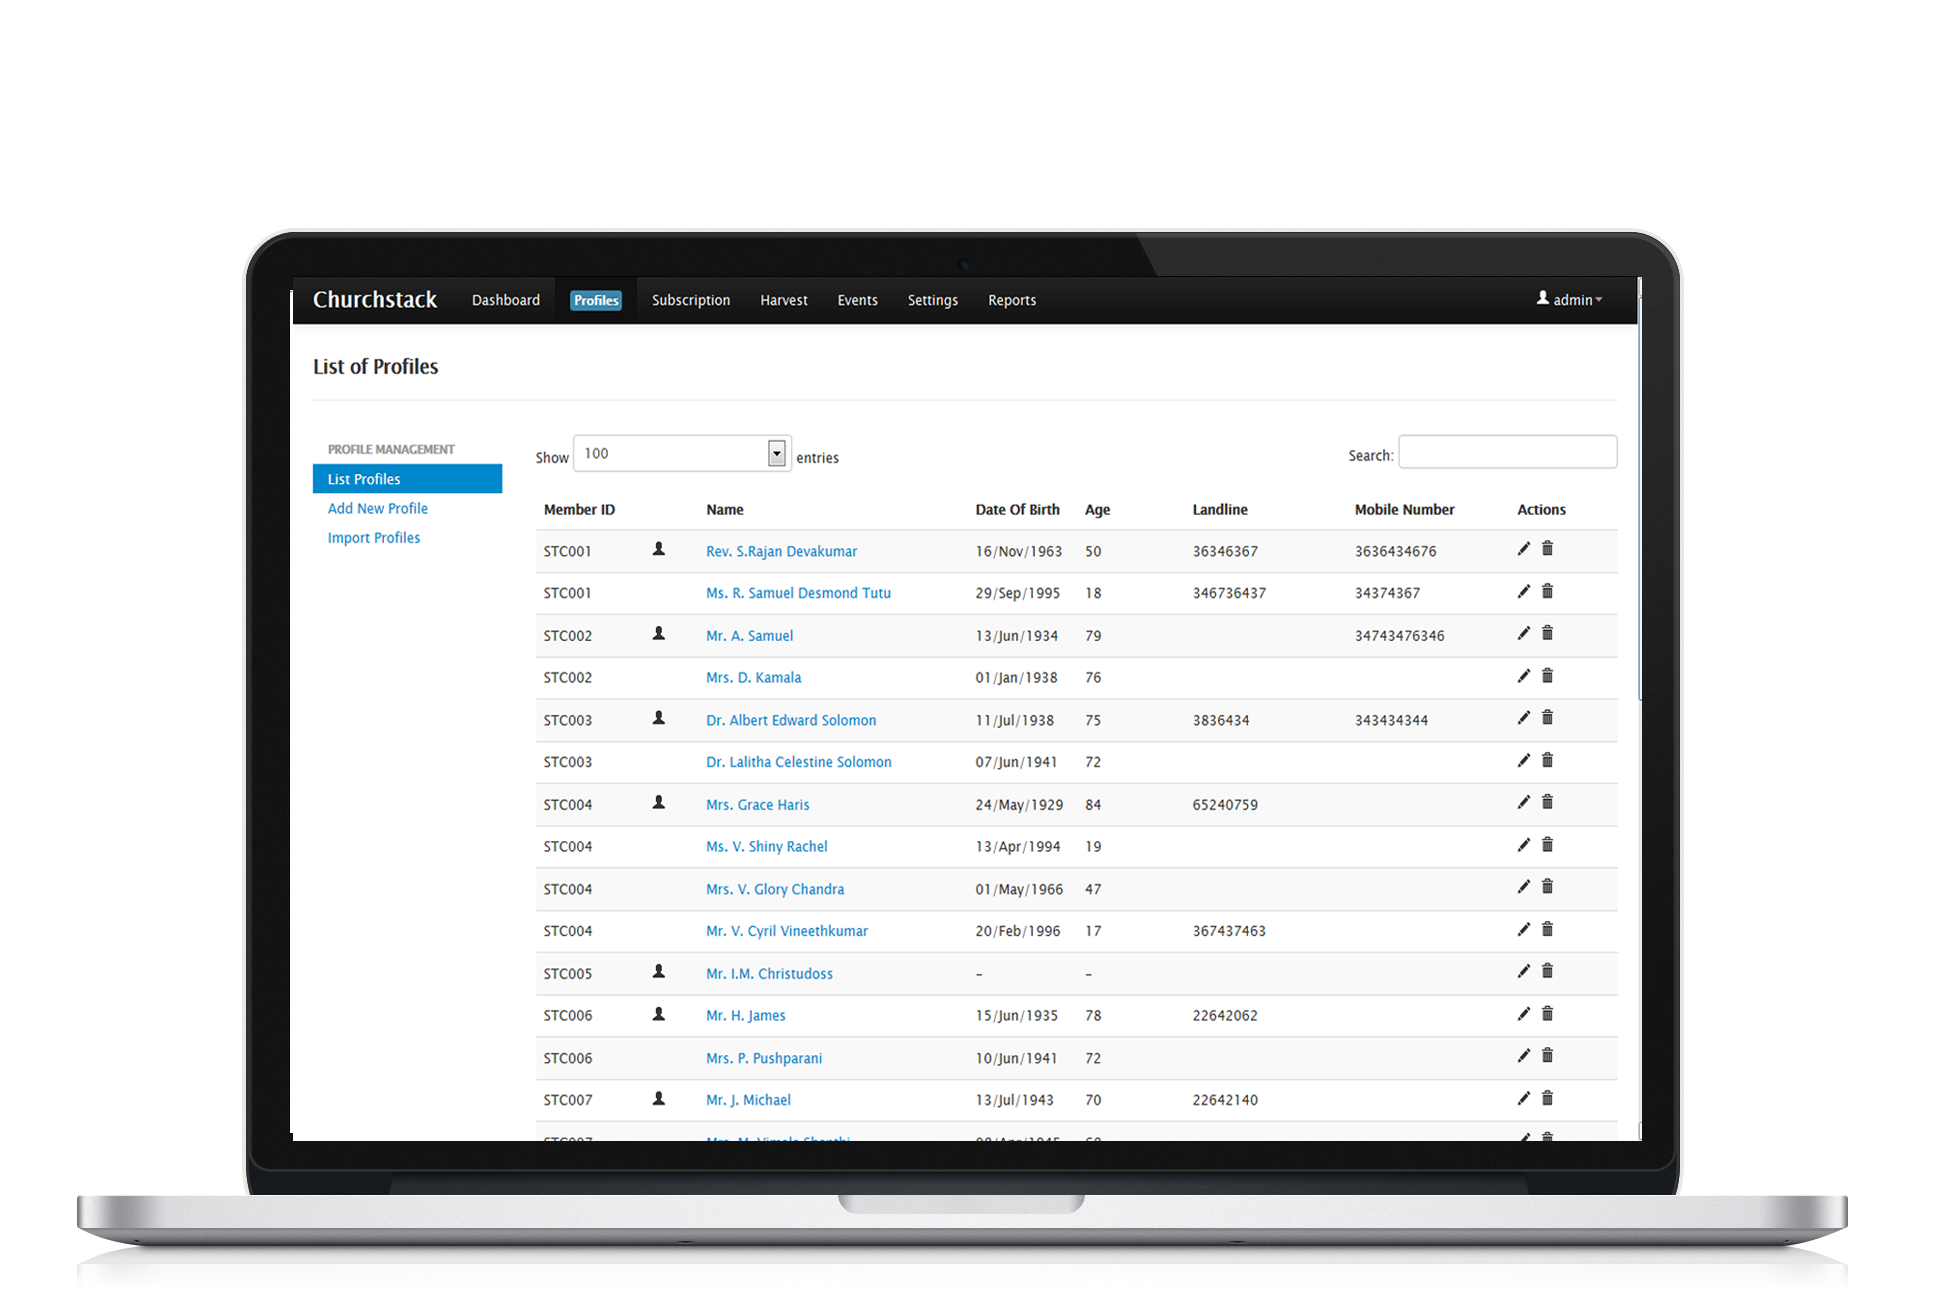 Churchstack Dashboard Profiles Subscription Harvest Events Settings Reports admin
List of Profiles
PROFILE MANAGEMENT
List Profiles
Add New Profile
Import Profiles
Show 100 entries Search:
Member ID Name Date Of Birth Age Landline Mobile Number Actions
STC001 Rev. S.Rajan Devakumar 16/Nov/1963 50 36346367 3636434676
STC001 Ms. R. Samuel Desmond Tutu 29/Sep/1995 18 346736437 34374367
STC002 Mr. A. Samuel 13/Jun/1934 79 34743476346
STC002 Mrs. D. Kamala 01/Jan/1938 76
STC003 Dr. Albert Edward Solomon 11/Jul/1938 75 3836434 343434344
STC003 Dr. Lalitha Celestine Solomon 07/Jun/1941 72
STC004 Mrs. Grace Haris 24/May/1929 84 65240759
STC004 Ms. V. Shiny Rachel 13/Apr/1994 19
STC004 Mrs. V. Glory Chandra 01/May/1966 47
STC004 Mr. V. Cyril Vineethkumar 20/Feb/1996 17 367437463
STC005 Mr. I.M. Christudoss – –
STC006 Mr. H. James 15/Jun/1935 78 22642062
STC006 Mrs. P. Pushparani 10/Jun/1941 72
STC007 Mr. J. Michael 13/Jul/1943 70 22642140